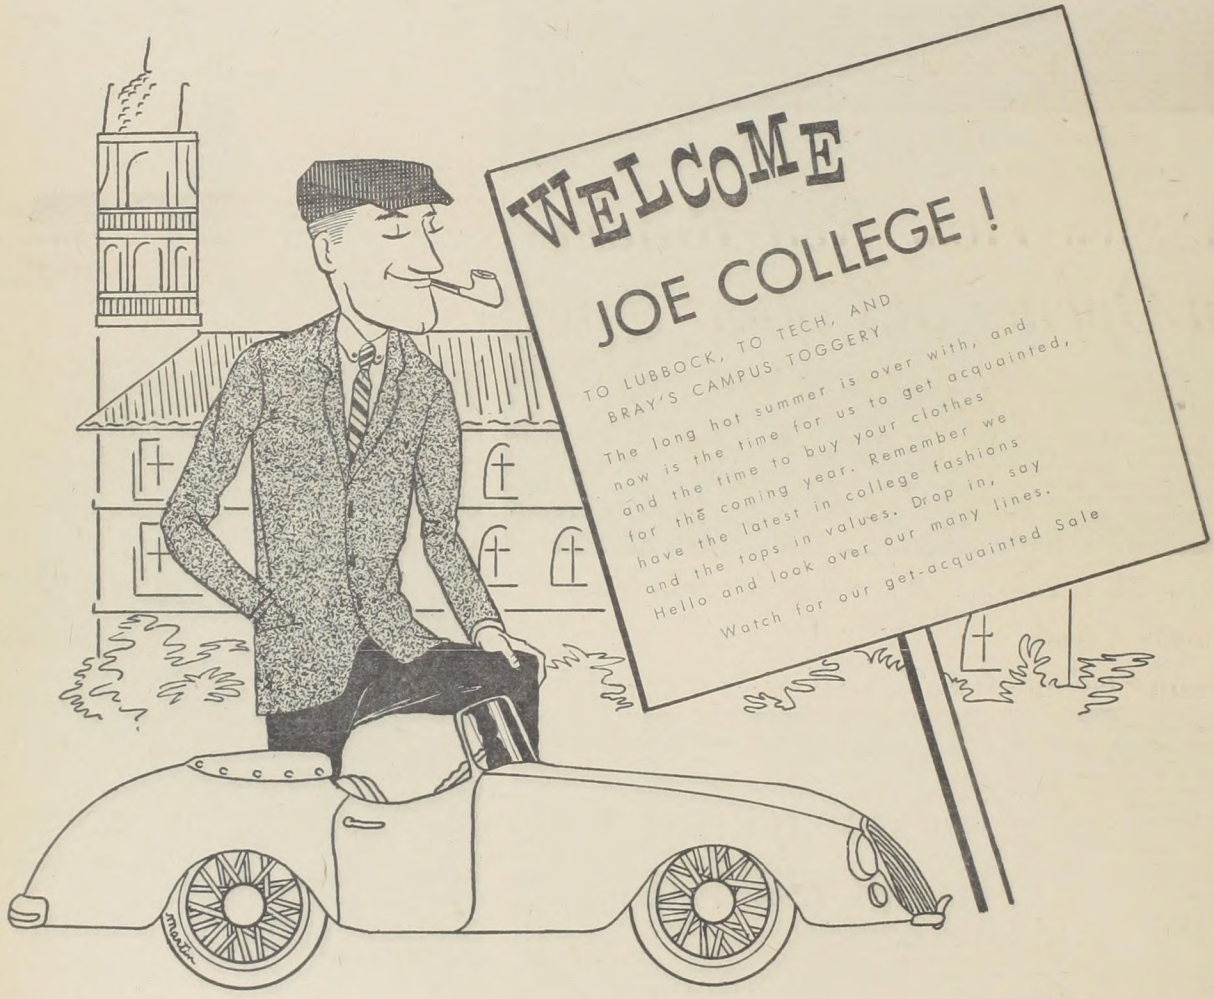 WELCOME
JOE COLLEGE !
TO LUBBOCK, TO TECH, AND
BRAY'S CAMPUS TOGGERY
The long hot summer is over with, and
now is the time for us to get acquainted,
and the time to buy your clothes
for the coming year. Remember we
have the latest in college fashions
and the tops in values. Drop in, say
Hello and look over our many lines.
Watch for our get-acquainted Sale
Martin